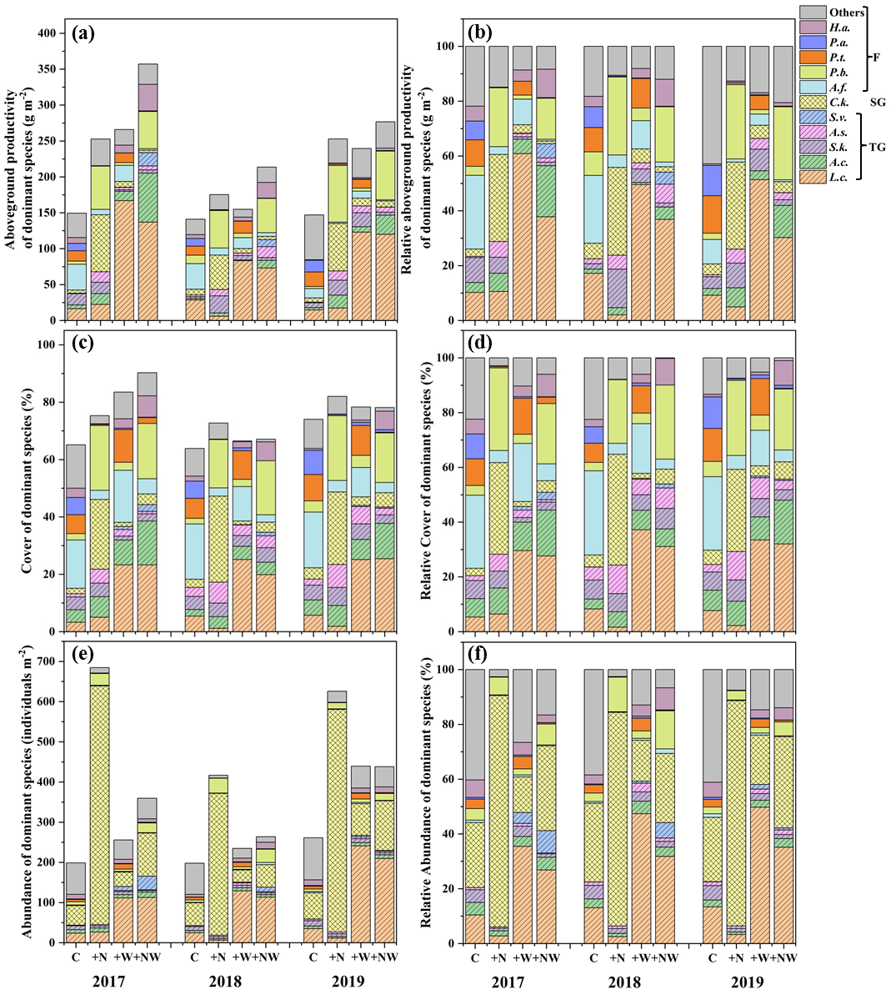 (a)
Aboveground productivity
of donimant species (g m-2)
400
350
300
250
200
150
100
50
0
(b)
Relative aboveground productivity
of donimant species (g m-2)
100
80
60
40
20
0
Others
H.a.
P.a.
P.t.
P.b.
A.f.
C.k.
S.v.
A.s.
S.k.
A.c.
L.c.
F
SG
TG
(c)
Cover of dominant species (%)
100
80
60
40
20
0
(d)
Relative Cover of dominant species (%)
100
80
60
40
20
0
(e)
Abundance of dominant species (individuals m-2)
700
600
500
400
300
200
100
0
C +N +W +NW C +N +W +NW C +N +W +NW
2017 2018 2019
(f)
Relative Abundance of dominant species (%)
100
80
60
40
20
0
C +N +W +NW C +N +W +NW C +N +W +NW
2017 2018 2019